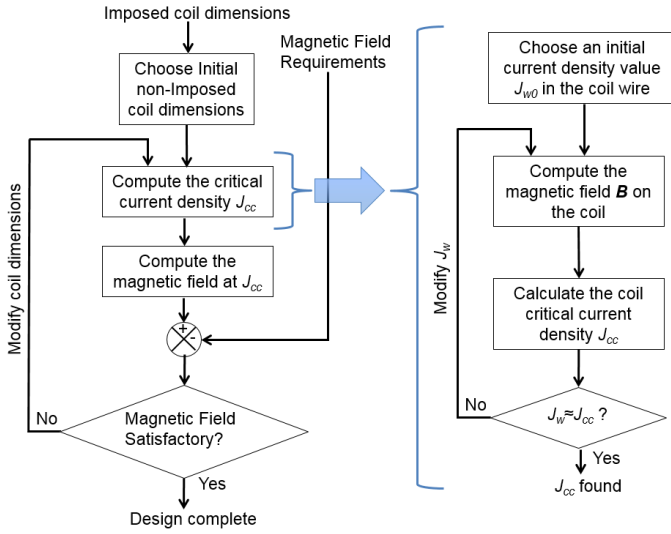 Imposed coil dimensions
Choose Initial
non-Imposed
coil dimensions
Magnetic Field
Requirements
Compute the critical
current density Jcc
Compute the
magnetic field at Jcc
+
-
Magnetic Field
Satisfactory?
No
Yes
Modify coil dimensions
Design complete
Choose an initial
current density value
Jw0 in the coil wire
Compute the
magnetic field B on
the coil
Calculate the coil
critical current
density Jcc
Jw≈Jcc ?
No
Yes
Modify Jw
Jcc found